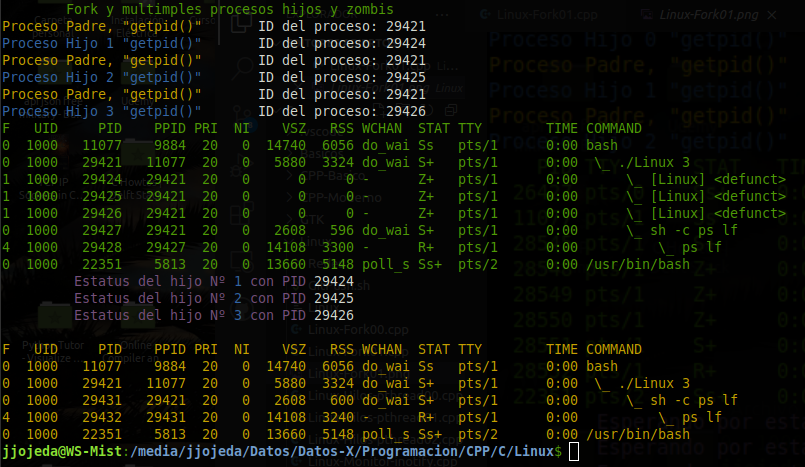 Fork y multimples procesos hijos y zombis
Proceso Padre, "getpid()" ID del proceso: 29421
Proceso Hijo 1 "getpid()" ID del proceso: 29424
Proceso Padre, "getpid()" ID del proceso: 29421
Proceso Hijo 2 "getpid()" ID del proceso: 29425
Proceso Padre, "getpid()" ID del proceso: 29421
Proceso Hijo 3 "getpid()" ID del proceso: 29426
F UID PID PPID PRI NI VSZ RSS WCHAN STAT TTY TIME COMMAND
0 1000 11077 9884 20 0 14740 6056 do_wai Ss pts/1 0:00 bash
0 1000 29421 11077 20 0 5880 3324 do_wai S+ pts/1 0:00 \_ ./Linux 3
1 1000 29424 29421 20 0 0 0 - Z+ pts/1 0:00 \_ [Linux] <defunct>
1 1000 29425 29421 20 0 0 0 - Z+ pts/1 0:00 \_ [Linux] <defunct>
1 1000 29426 29421 20 0 0 0 - Z+ pts/1 0:00 \_ [Linux] <defunct>
0 1000 29427 29421 20 0 2608 596 do_wai S+ pts/1 0:00 \_ sh -c ps lf
4 1000 29428 29427 20 0 14108 3300 - R+ pts/1 0:00 \_ ps lf
0 1000 22351 5813 20 0 13660 5148 poll_s Ss+ pts/2 0:00 /usr/bin/bash
Estatus del hijo Nº 1 con PID 29424
Estatus del hijo Nº 2 con PID 29425
Estatus del hijo Nº 3 con PID 29426
F UID PID PPID PRI NI VSZ RSS WCHAN STAT TTY TIME COMMAND
0 1000 11077 9884 20 0 14740 6056 do_wai Ss pts/1 0:00 bash
0 1000 29421 11077 20 0 5880 3324 do_wai S+ pts/1 0:00 \_ ./Linux 3
0 1000 29431 29421 20 0 2608 600 do_wai S+ pts/1 0:00 \_ sh -c ps lf
4 1000 29432 29431 20 0 14108 3240 - R+ pts/1 0:00 \_ ps lf
0 1000 22351 5813 20 0 13660 5148 poll_s Ss+ pts/2 0:00 /usr/bin/bash
jjojeda@WS-Mist:/media/jjojeda/Datos/Datos-X/Programacion/CPP/C/Linux$